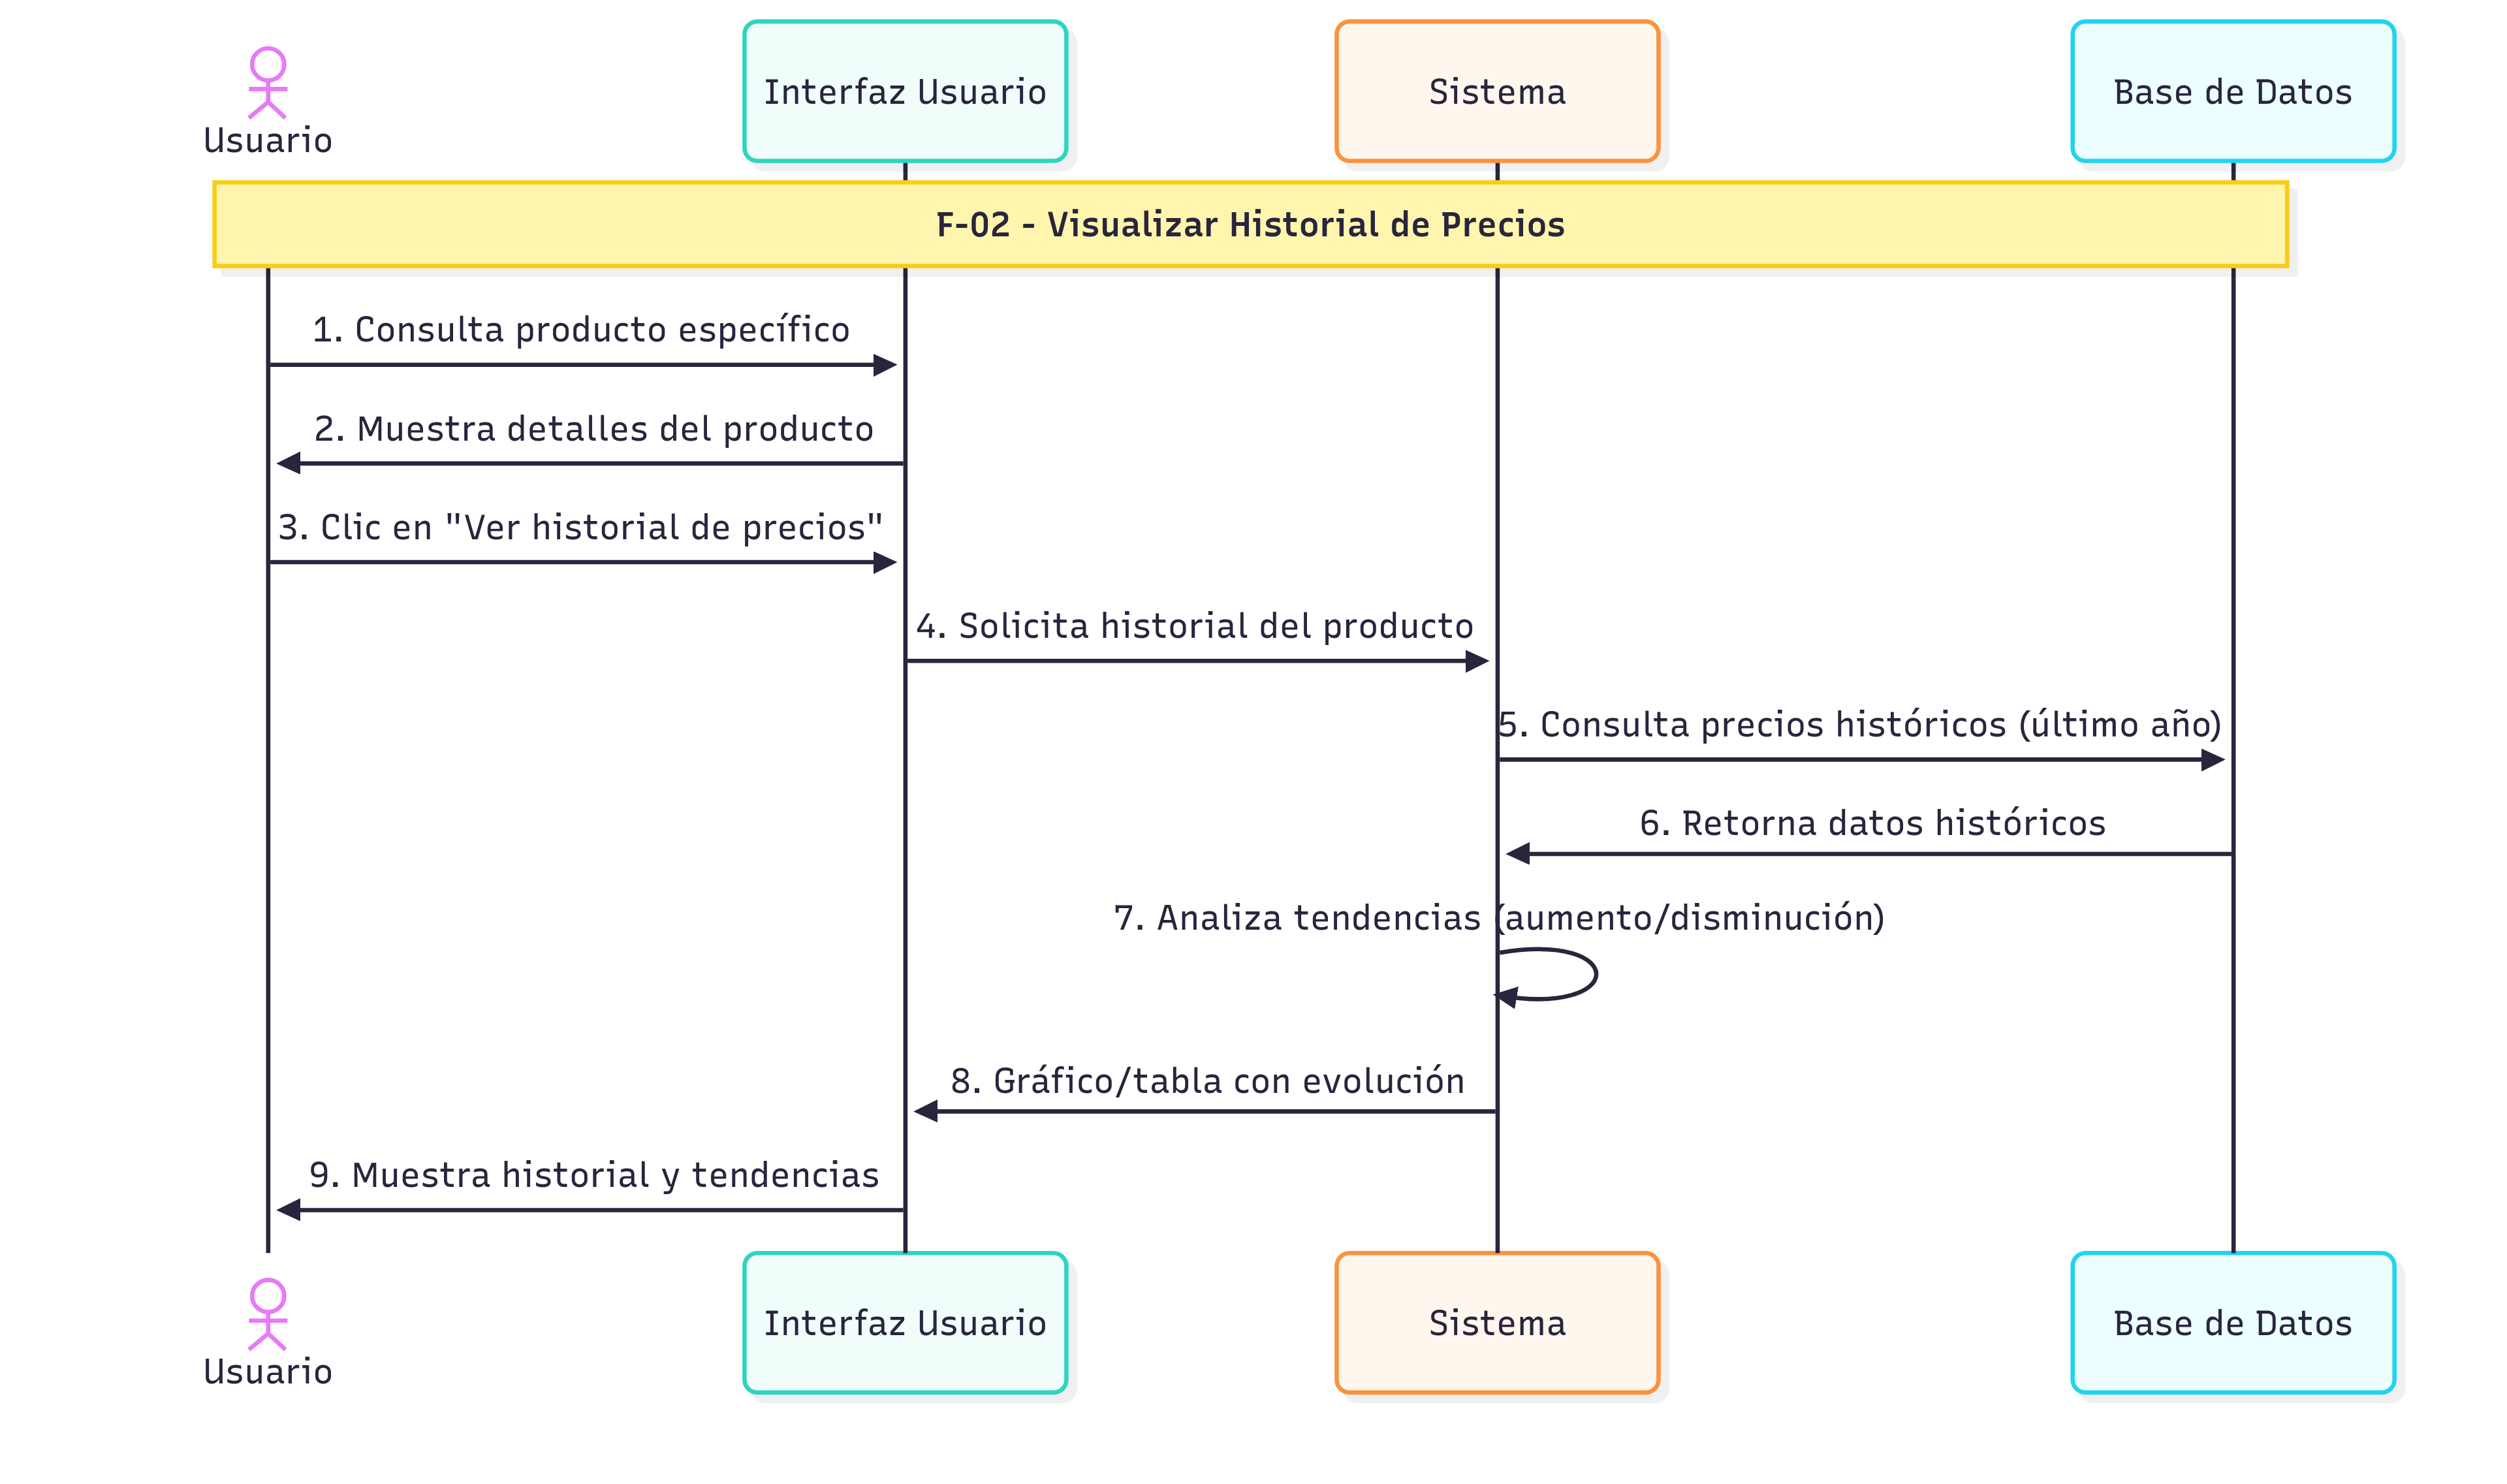 Usuario
Interfaz Usuario
Sistema
Base de Datos
F-02 - Visualizar Historial de Precios
1. Consulta producto específico
2. Muestra detalles del producto
3. Clic en "Ver historial de precios"
4. Solicita historial del producto
5. Consulta precios históricos (último año)
6. Retorna datos históricos
7. Analiza tendencias (aumento/disminución)
8. Gráfico/tabla con evolución
9. Muestra historial y tendencias
Usuario
Interfaz Usuario
Sistema
Base de Datos